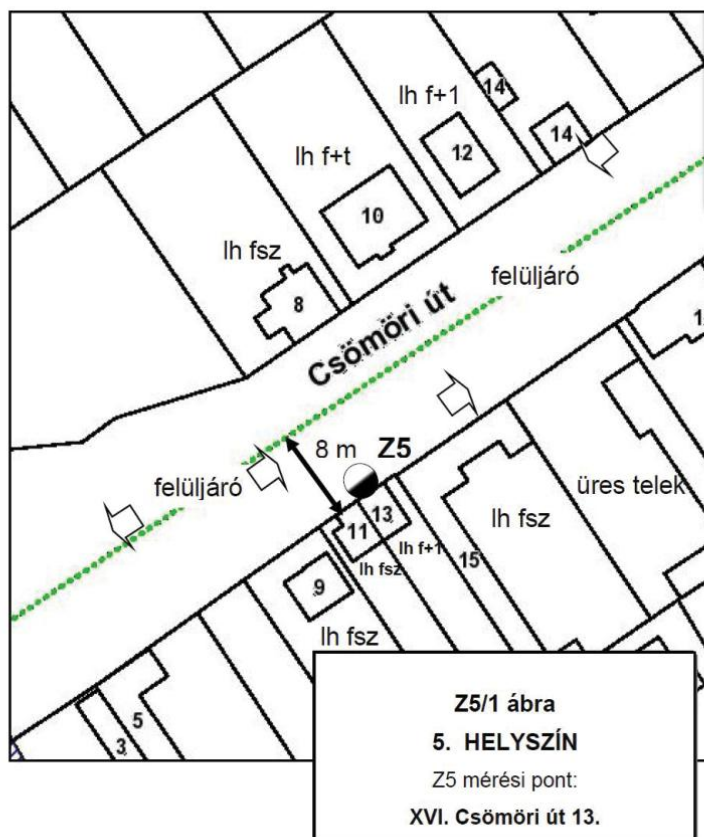 14
lh f+1
14
12
lh f+t
10
lh fsz
felüljáró
8
Csömöri út
1
8 m
Z5
felüljáró
üres telek
13
lh fsz
11
lh f+1
15
lh fsz
9
lh fsz
5
3
Z5/1 ábra
5. HELYSZÍN
Z5 mérési pont:
XVI. Csömöri út 13.